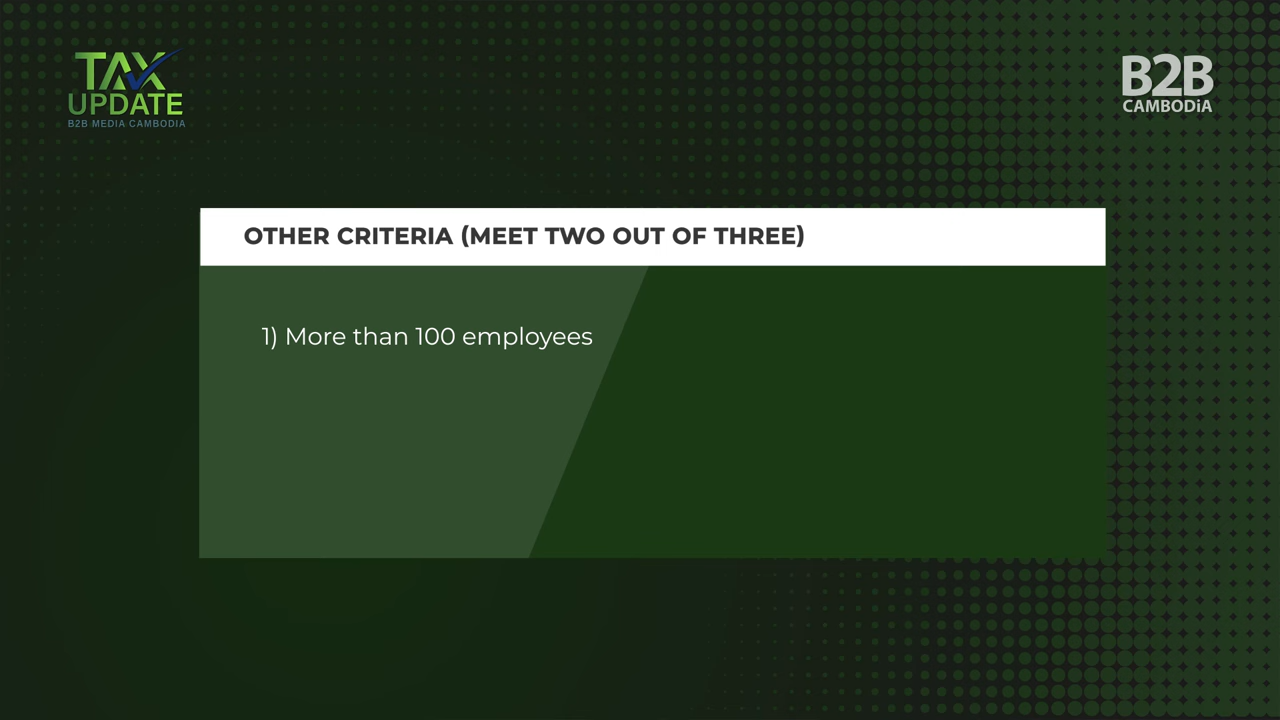 TAX
UPDATE
B2B MEDIA CAMBODIA
B2B
CAMBODiA
OTHER CRITERIA (MEET TWO OUT OF THREE)
1) More than 100 employees